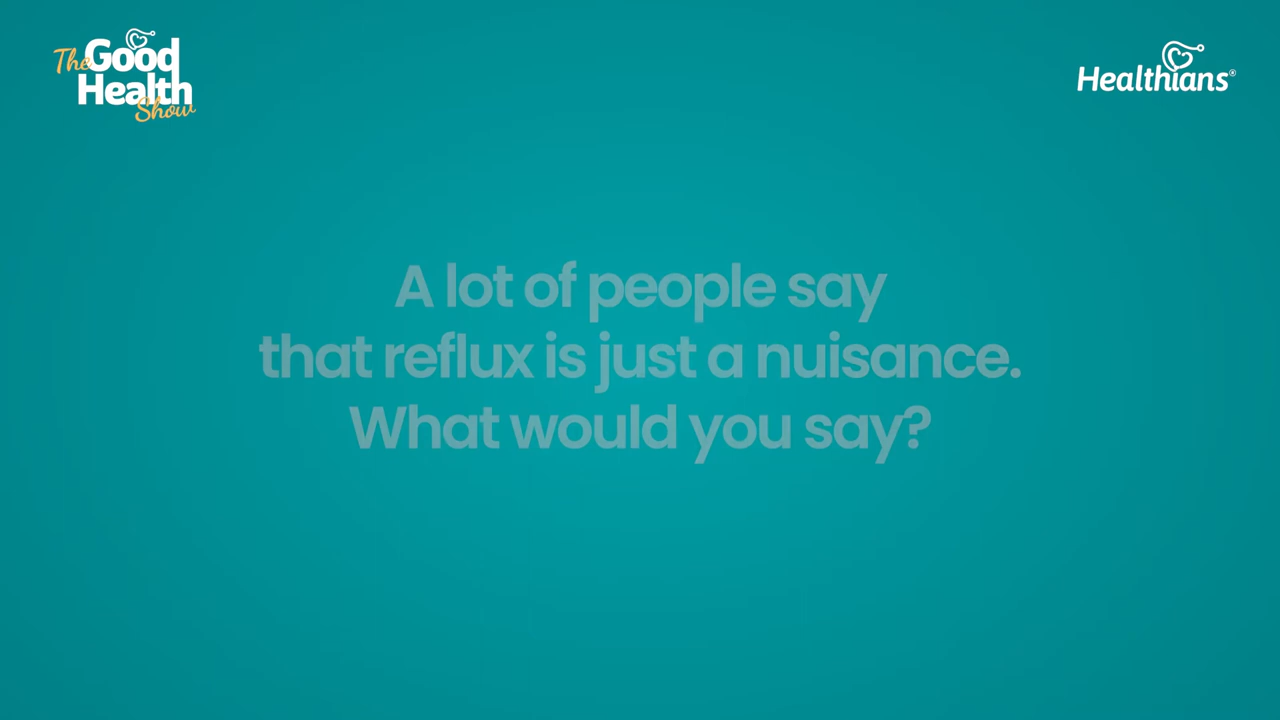 The Good
Health
Show
Healthians®
A lot of people say
that reflux is just a nuisance.
What would you say?